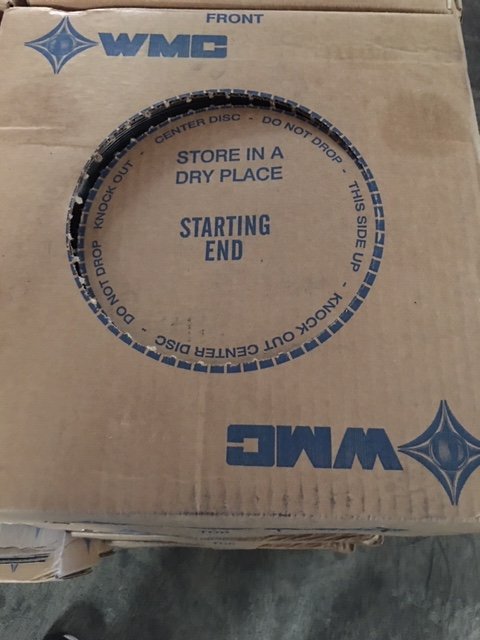 FRONT
WMC
CENTER DISC - DO NOT DROP - THIS SIDE UP - KNOCK OUT CENTER DISC - DO NOT DROP - KNOCK OUT -
STORE IN A
DRY PLACE
STARTING
END
WMC
TOP